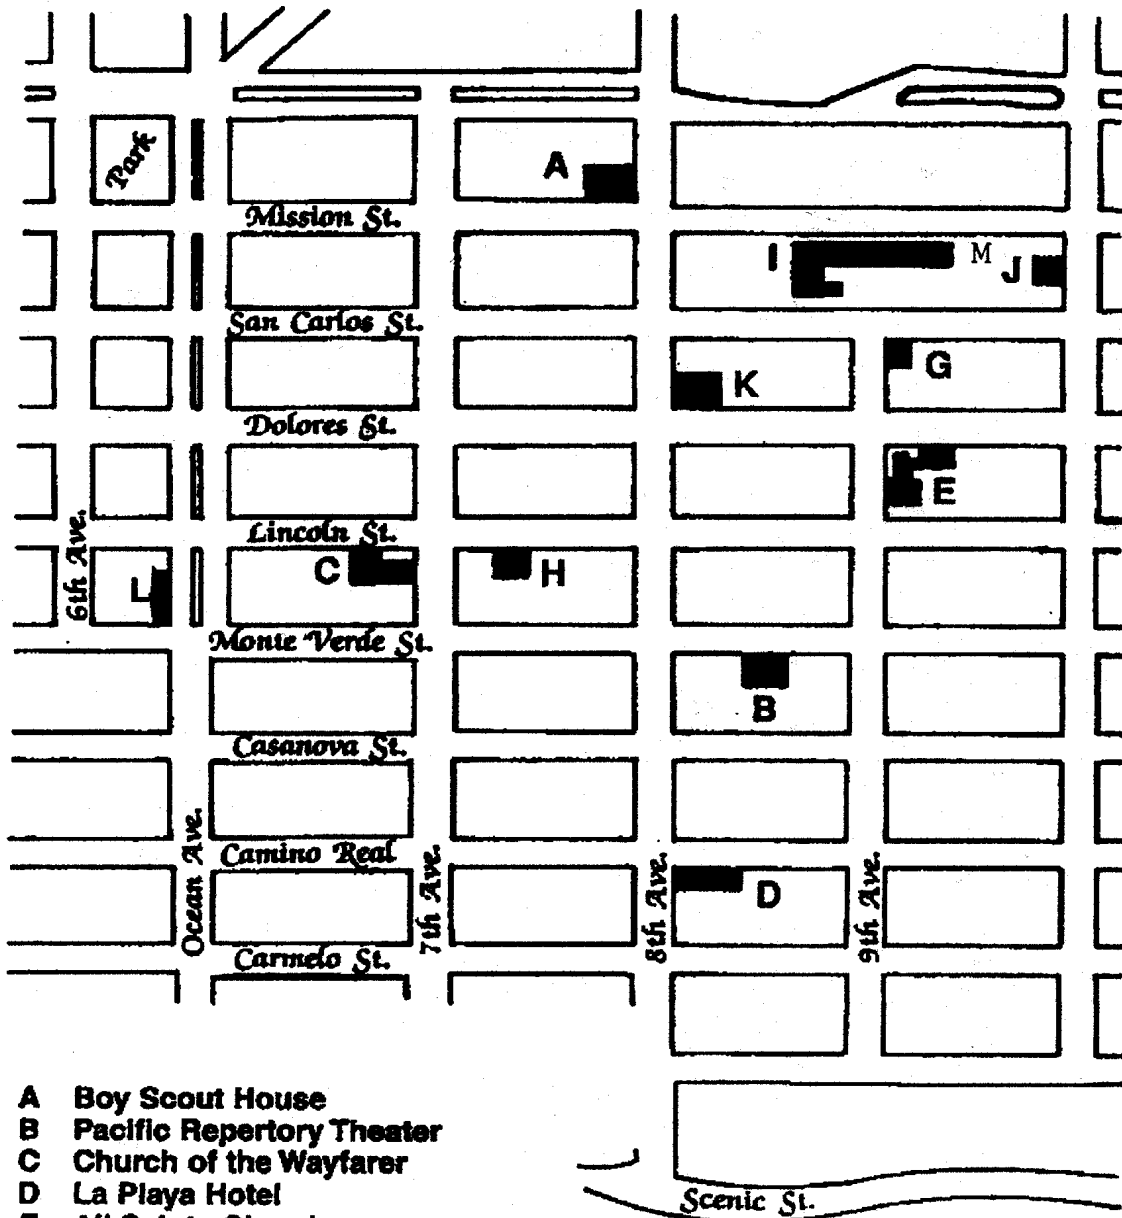 Park
A
Mission St.
I
M
J
San Carlos St.
G
K
Dolores St.
E
Lincoln St.
6th Ave.
L
C
H
Monte Verde St.
B
Casanova St.
Ocean Ave.
Camino Real
7th Ave.
8th Ave.
9th Ave.
D
Carmelo St.
A Boy Scout House
B Pacific Repertory Theater
C Church of the Wayfarer
D La Playa Hotel
Scenic St.